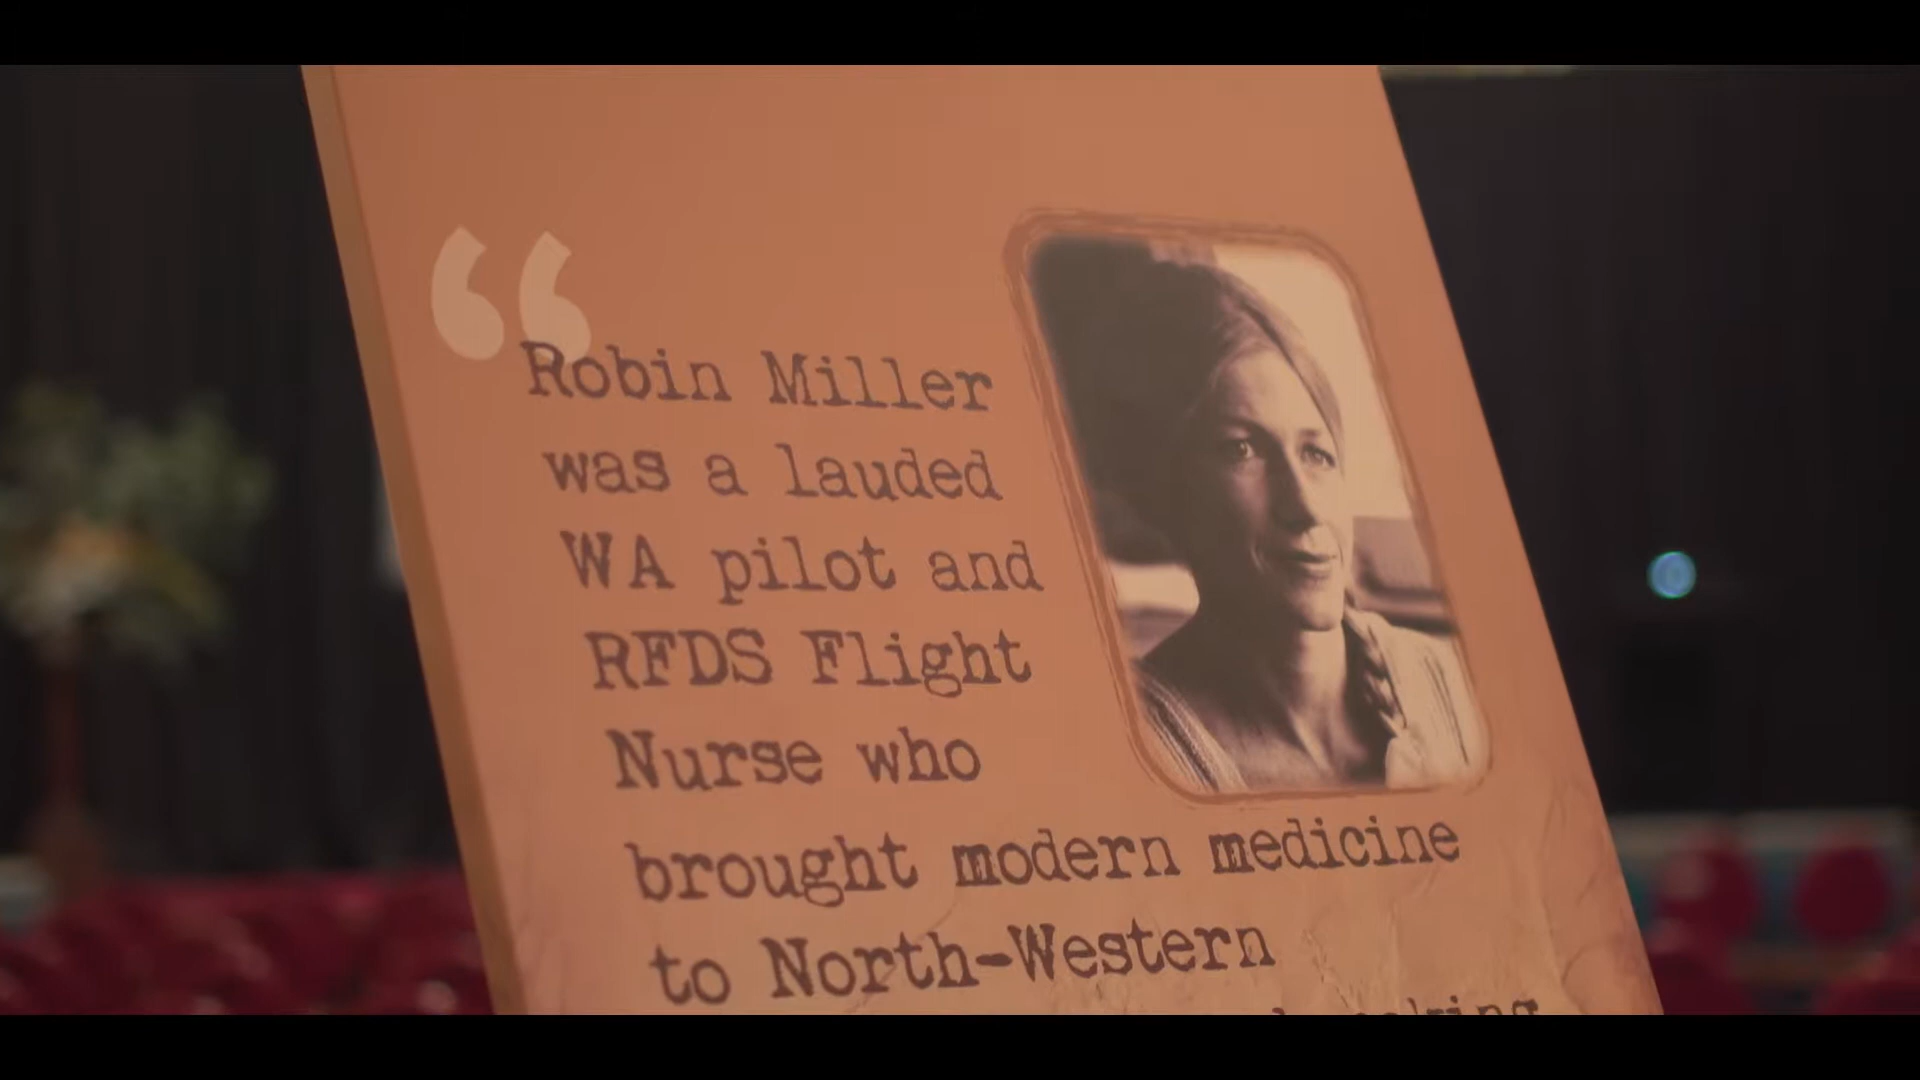 “
Robin Miller
was a lauded
WA pilot and
RFDS Flight
Nurse who
brought modern medicine
to North-Western